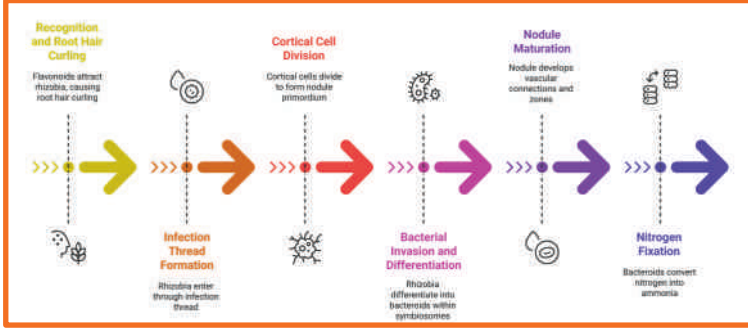 Recognition
and Root Hair
Curling
Flavonoids attract
rhizobia, causing
root hair curling
Infection
Thread
Formation
Rhizobia enter
through infection
thread
Cortical Cell
Division
Cortical cells divide
to form nodule
primordium
Bacterial
Invasion and
Differentiation
Rhizobia
differentiate into
bacteroids within
symbiosomes
Nodule
Maturation
Nodule develops
vascular
connections and
zones
Nitrogen
Fixation
Bacteroids convert
nitrogen into
ammonia